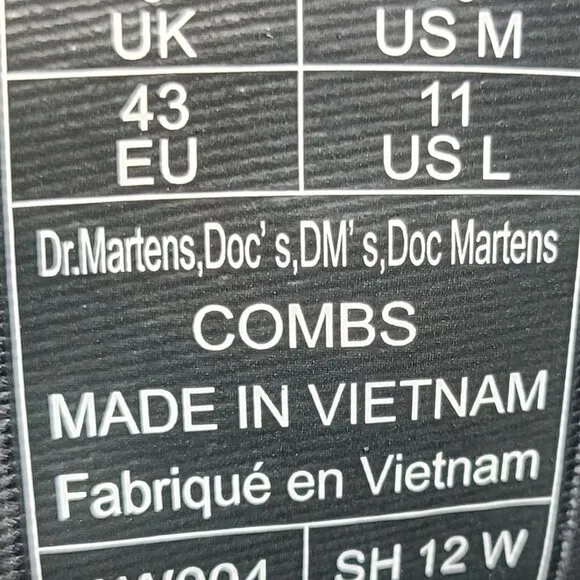 UK US M
43 11
EU US L
Dr.Martens,Doc's,DM's,Doc Martens
COMBS
MADE IN VIETNAM
Fabriqué en Vietnam
SH 12 W